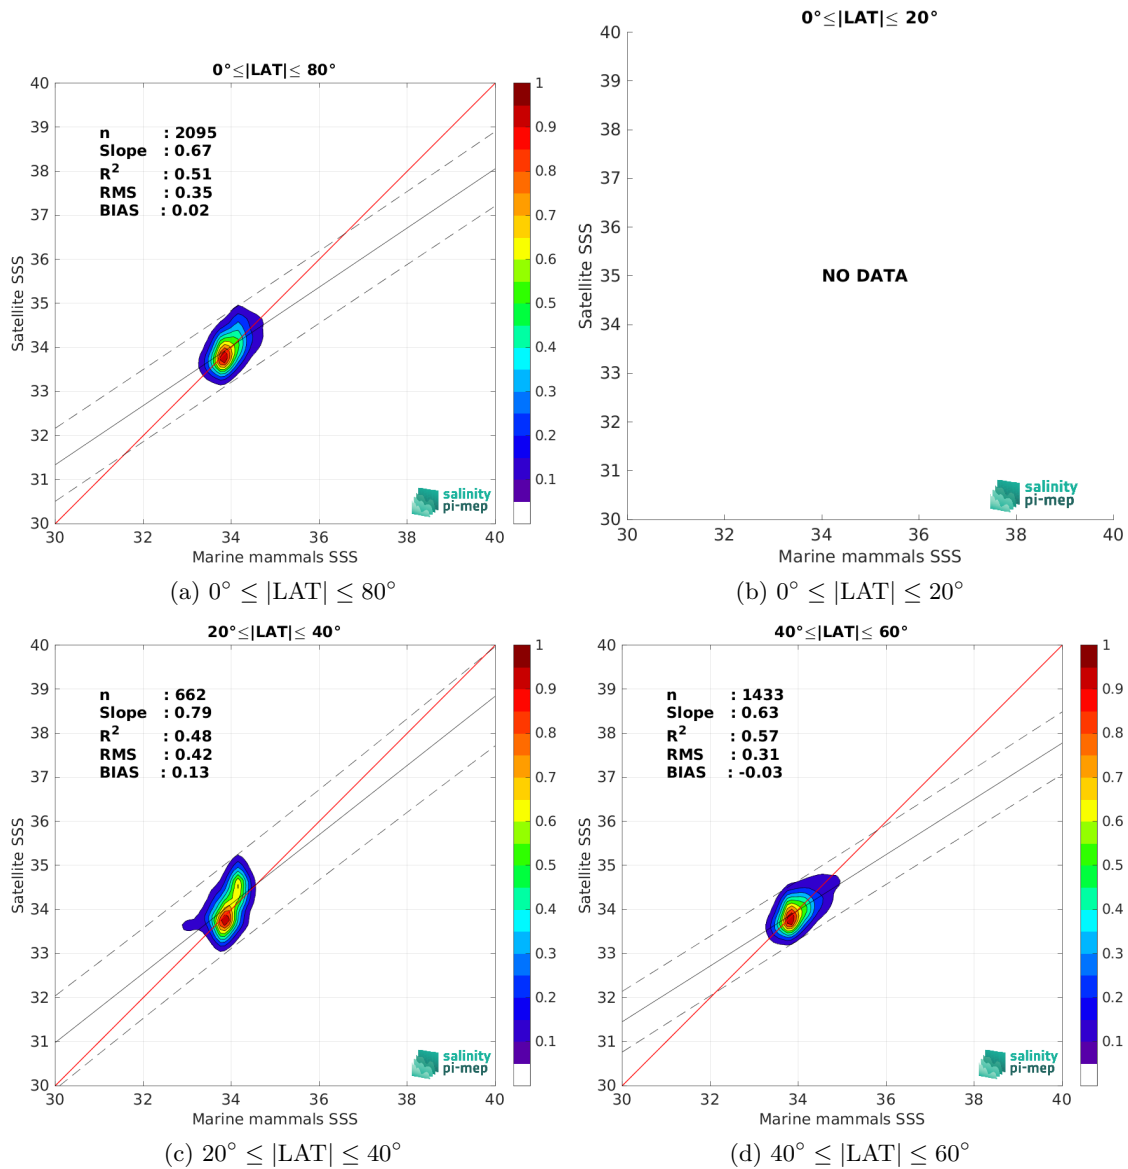 0°≤|LAT|≤ 80°
40
39
38
37
36
35
34
33
32
31
30
Satellite SSS
n : 2095
Slope : 0.67
R² : 0.51
RMS : 0.35
BIAS : 0.02
salinity
pi-mep
30 32 34 36 38 40
Marine mammals SSS
1
0.9
0.8
0.7
0.6
0.5
0.4
0.3
0.2
0.1
(a) 0° ≤ |LAT| ≤ 80°
0°≤|LAT|≤ 20°
40
39
38
37
36
35
34
33
32
31
30
Satellite SSS
NO DATA
salinity
pi-mep
30 32 34 36 38 40
Marine mammals SSS
(b) 0° ≤ |LAT| ≤ 20°
20°≤|LAT|≤ 40°
40
39
38
37
36
35
34
33
32
31
30
Satellite SSS
n : 662
Slope : 0.79
R² : 0.48
RMS : 0.42
BIAS : 0.13
salinity
pi-mep
30 32 34 36 38 40
Marine mammals SSS
1
0.9
0.8
0.7
0.6
0.5
0.4
0.3
0.2
0.1
(c) 20° ≤ |LAT| ≤ 40°
40°≤|LAT|≤ 60°
40
39
38
37
36
35
34
33
32
31
30
Satellite SSS
n : 1433
Slope : 0.63
R² : 0.57
RMS : 0.31
BIAS : -0.03
salinity
pi-mep
30 32 34 36 38 40
Marine mammals SSS
1
0.9
0.8
0.7
0.6
0.5
0.4
0.3
0.2
0.1
(d) 40° ≤ |LAT| ≤ 60°